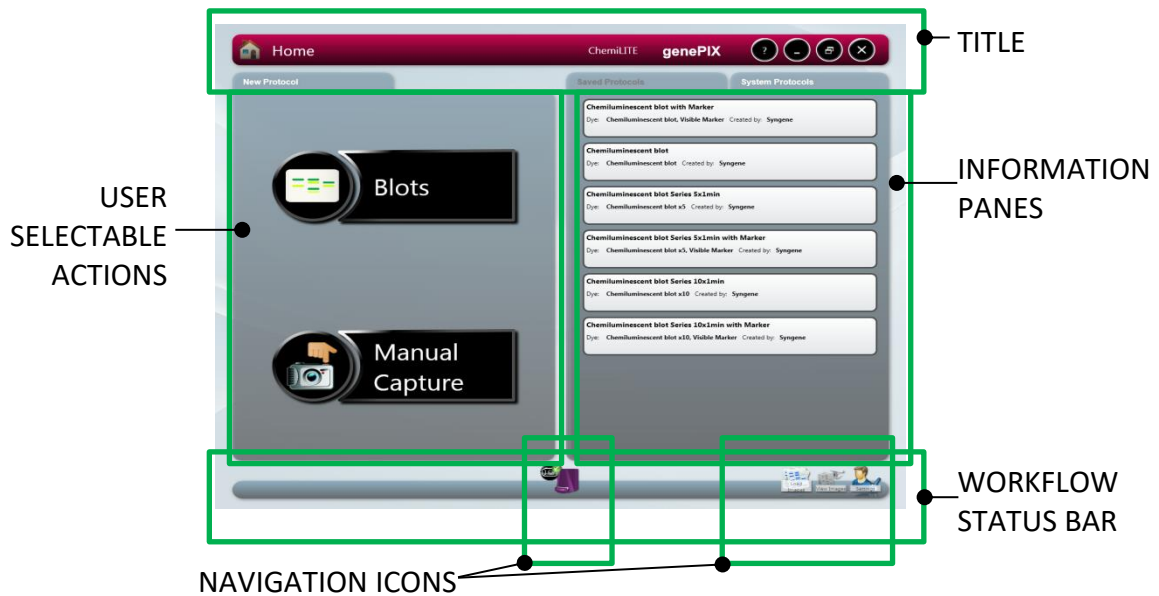 TITLE
Home ChemiLITE genePIX ?
New Protocol Saved Protocols System Protocols
Chemiluminescent blot with Marker
Dye: Chemiluminescent blot, Visible Marker Created by: Syngene
Chemiluminescent blot
Dye: Chemiluminescent blot Created by: Syngene
Chemiluminescent blot Series 5x1min
Dye: Chemiluminescent blot x5 Created by: Syngene
Chemiluminescent blot Series 5x1min with Marker
Dye: Chemiluminescent blot x5, Visible Marker Created by: Syngene
Chemiluminescent blot Series 10x1min
Dye: Chemiluminescent blot x10 Created by: Syngene
Chemiluminescent blot Series 10x1min with Marker
Dye: Chemiluminescent blot x10, Visible Marker Created by: Syngene
Blots
Manual
Capture
USER
SELECTABLE
ACTIONS
INFORMATION
PANES
View Images Settings
WORKFLOW
STATUS BAR
NAVIGATION ICONS